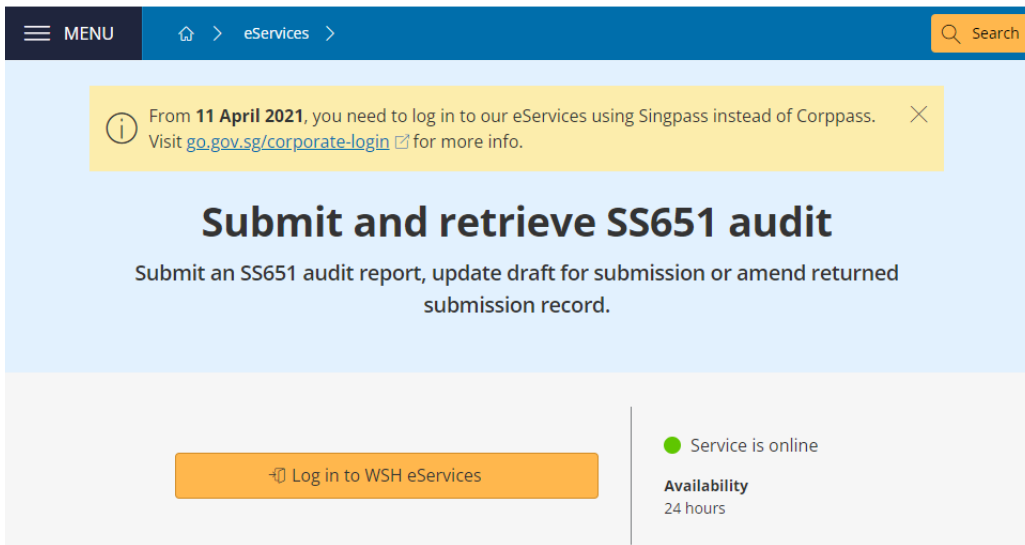 MENU
eServices
Search
From 11 April 2021, you need to log in to our eServices using Singpass instead of Corppass.
Visit go.gov.sg/corporate-login for more info.
Submit and retrieve SS651 audit
Submit an SS651 audit report, update draft for submission or amend returned
submission record.
Log in to WSH eServices
Service is online
Availability
24 hours